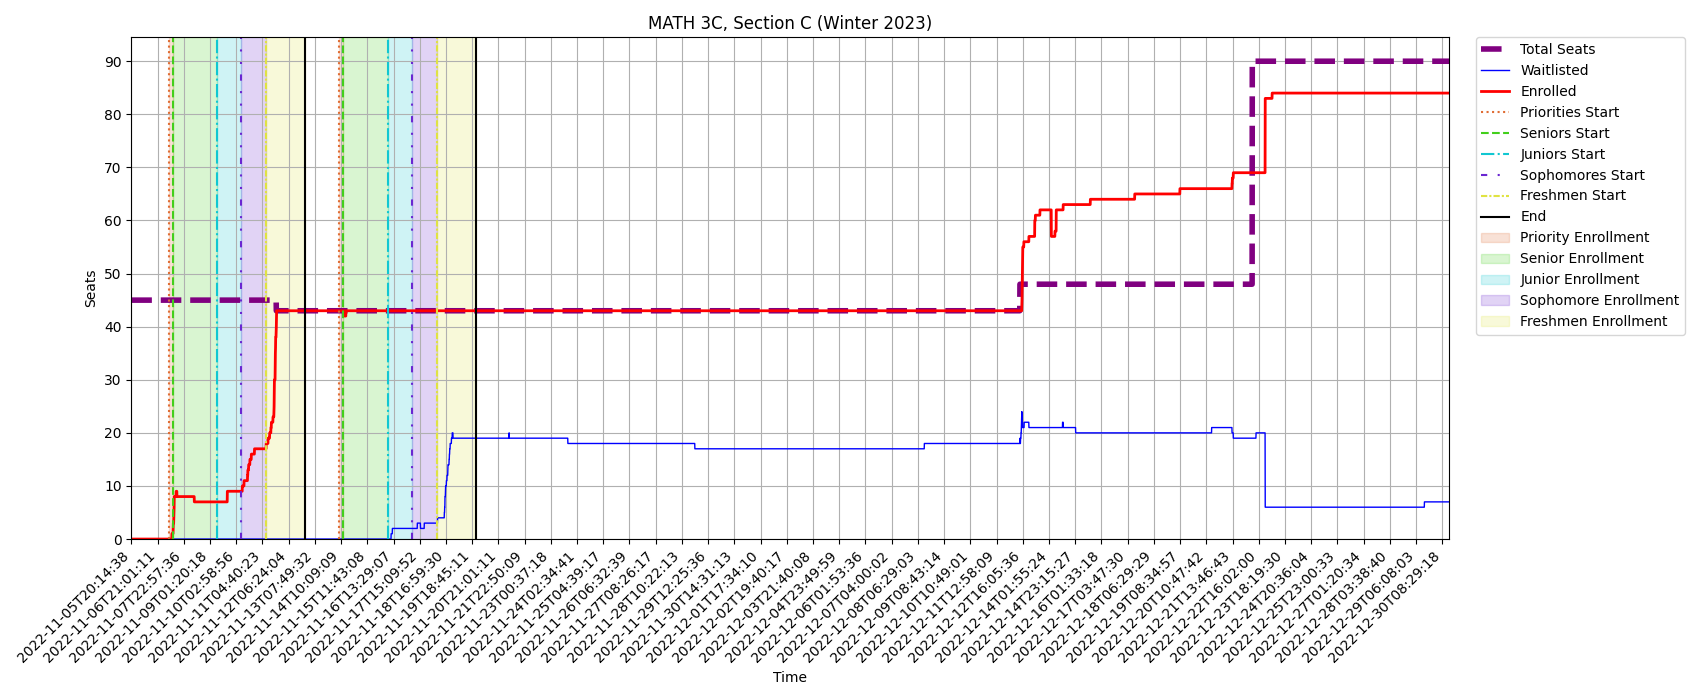 MATH 3C, Section C (Winter 2023)
Seats
90
80
70
60
50
40
30
20
10
0
2022-11-05T20:14:38
2022-11-06T21:01:11
2022-11-07T22:57:36
2022-11-09T01:20:18
2022-11-10T02:58:56
2022-11-11T04:40:23
2022-11-12T06:24:04
2022-11-13T07:49:32
2022-11-14T10:09:09
2022-11-15T11:43:08
2022-11-16T13:29:07
2022-11-17T15:09:52
2022-11-18T16:59:30
2022-11-19T18:45:11
2022-11-20T21:01:11
2022-11-21T22:50:09
2022-11-23T00:37:18
2022-11-24T02:34:41
2022-11-25T04:39:17
2022-11-26T06:32:39
2022-11-27T08:26:17
2022-11-28T10:22:13
2022-11-29T12:25:36
2022-11-30T14:31:13
2022-12-01T17:34:10
2022-12-02T19:40:17
2022-12-03T21:40:08
2022-12-04T23:49:59
2022-12-06T01:53:36
2022-12-07T04:00:02
2022-12-08T06:29:03
2022-12-09T08:43:14
2022-12-10T10:49:01
2022-12-11T12:58:09
2022-12-12T16:05:36
2022-12-14T01:55:24
2022-12-14T23:15:27
2022-12-16T01:33:18
2022-12-17T03:47:30
2022-12-18T06:29:29
2022-12-19T08:34:57
2022-12-20T10:47:42
2022-12-21T13:46:43
2022-12-22T16:02:00
2022-12-23T18:19:30
2022-12-24T20:36:04
2022-12-25T23:00:33
2022-12-27T01:20:34
2022-12-28T03:38:40
2022-12-29T06:08:03
2022-12-30T08:29:18
Time
Total Seats
Waitlisted
Enrolled
Priorities Start
Seniors Start
Juniors Start
Sophomores Start
Freshmen Start
End
Priority Enrollment
Senior Enrollment
Junior Enrollment
Sophomore Enrollment
Freshmen Enrollment